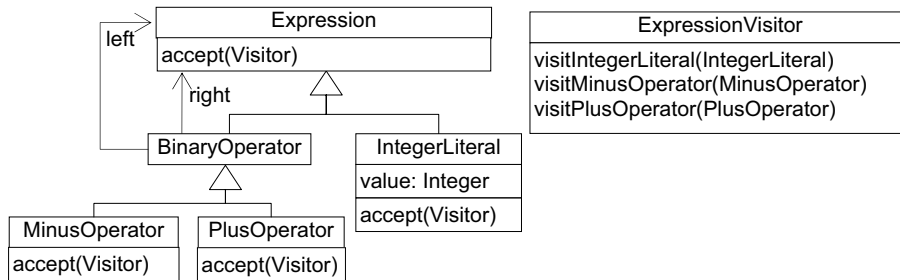 Expression
accept(Visitor)
left
right
ExpressionVisitor
visitIntegerLiteral(IntegerLiteral)
visitMinusOperator(MinusOperator)
visitPlusOperator(PlusOperator)
BinaryOperator
IntegerLiteral
value: Integer
accept(Visitor)
MinusOperator
accept(Visitor)
PlusOperator
accept(Visitor)